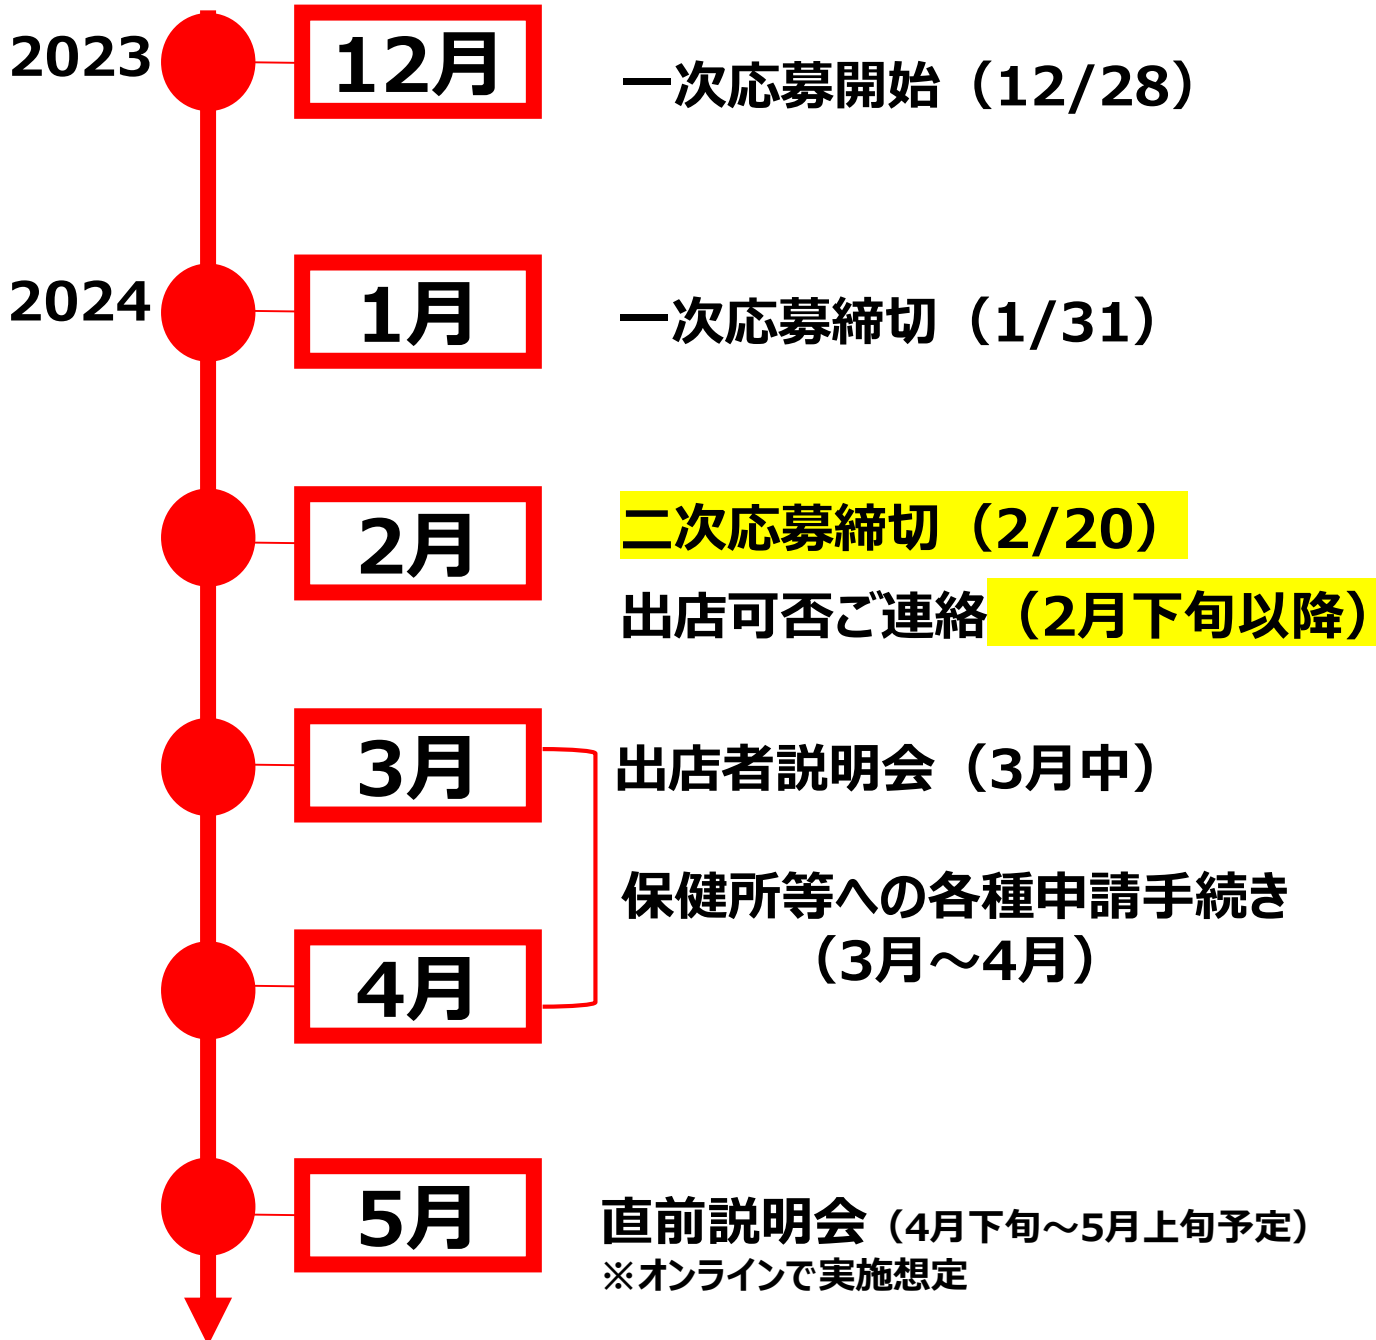 2023
12月
一次応募開始（12/28）
2024
1月
一次応募締切（1/31）
2月
二次応募締切（2/20）
出店可否ご連絡（2月下旬以降）
3月
出店者説明会（3月中）
保健所等への各種申請手続き
（3月～4月）
4月
5月
直前説明会（4月下旬～5月上旬予定）
※オンラインで実施想定